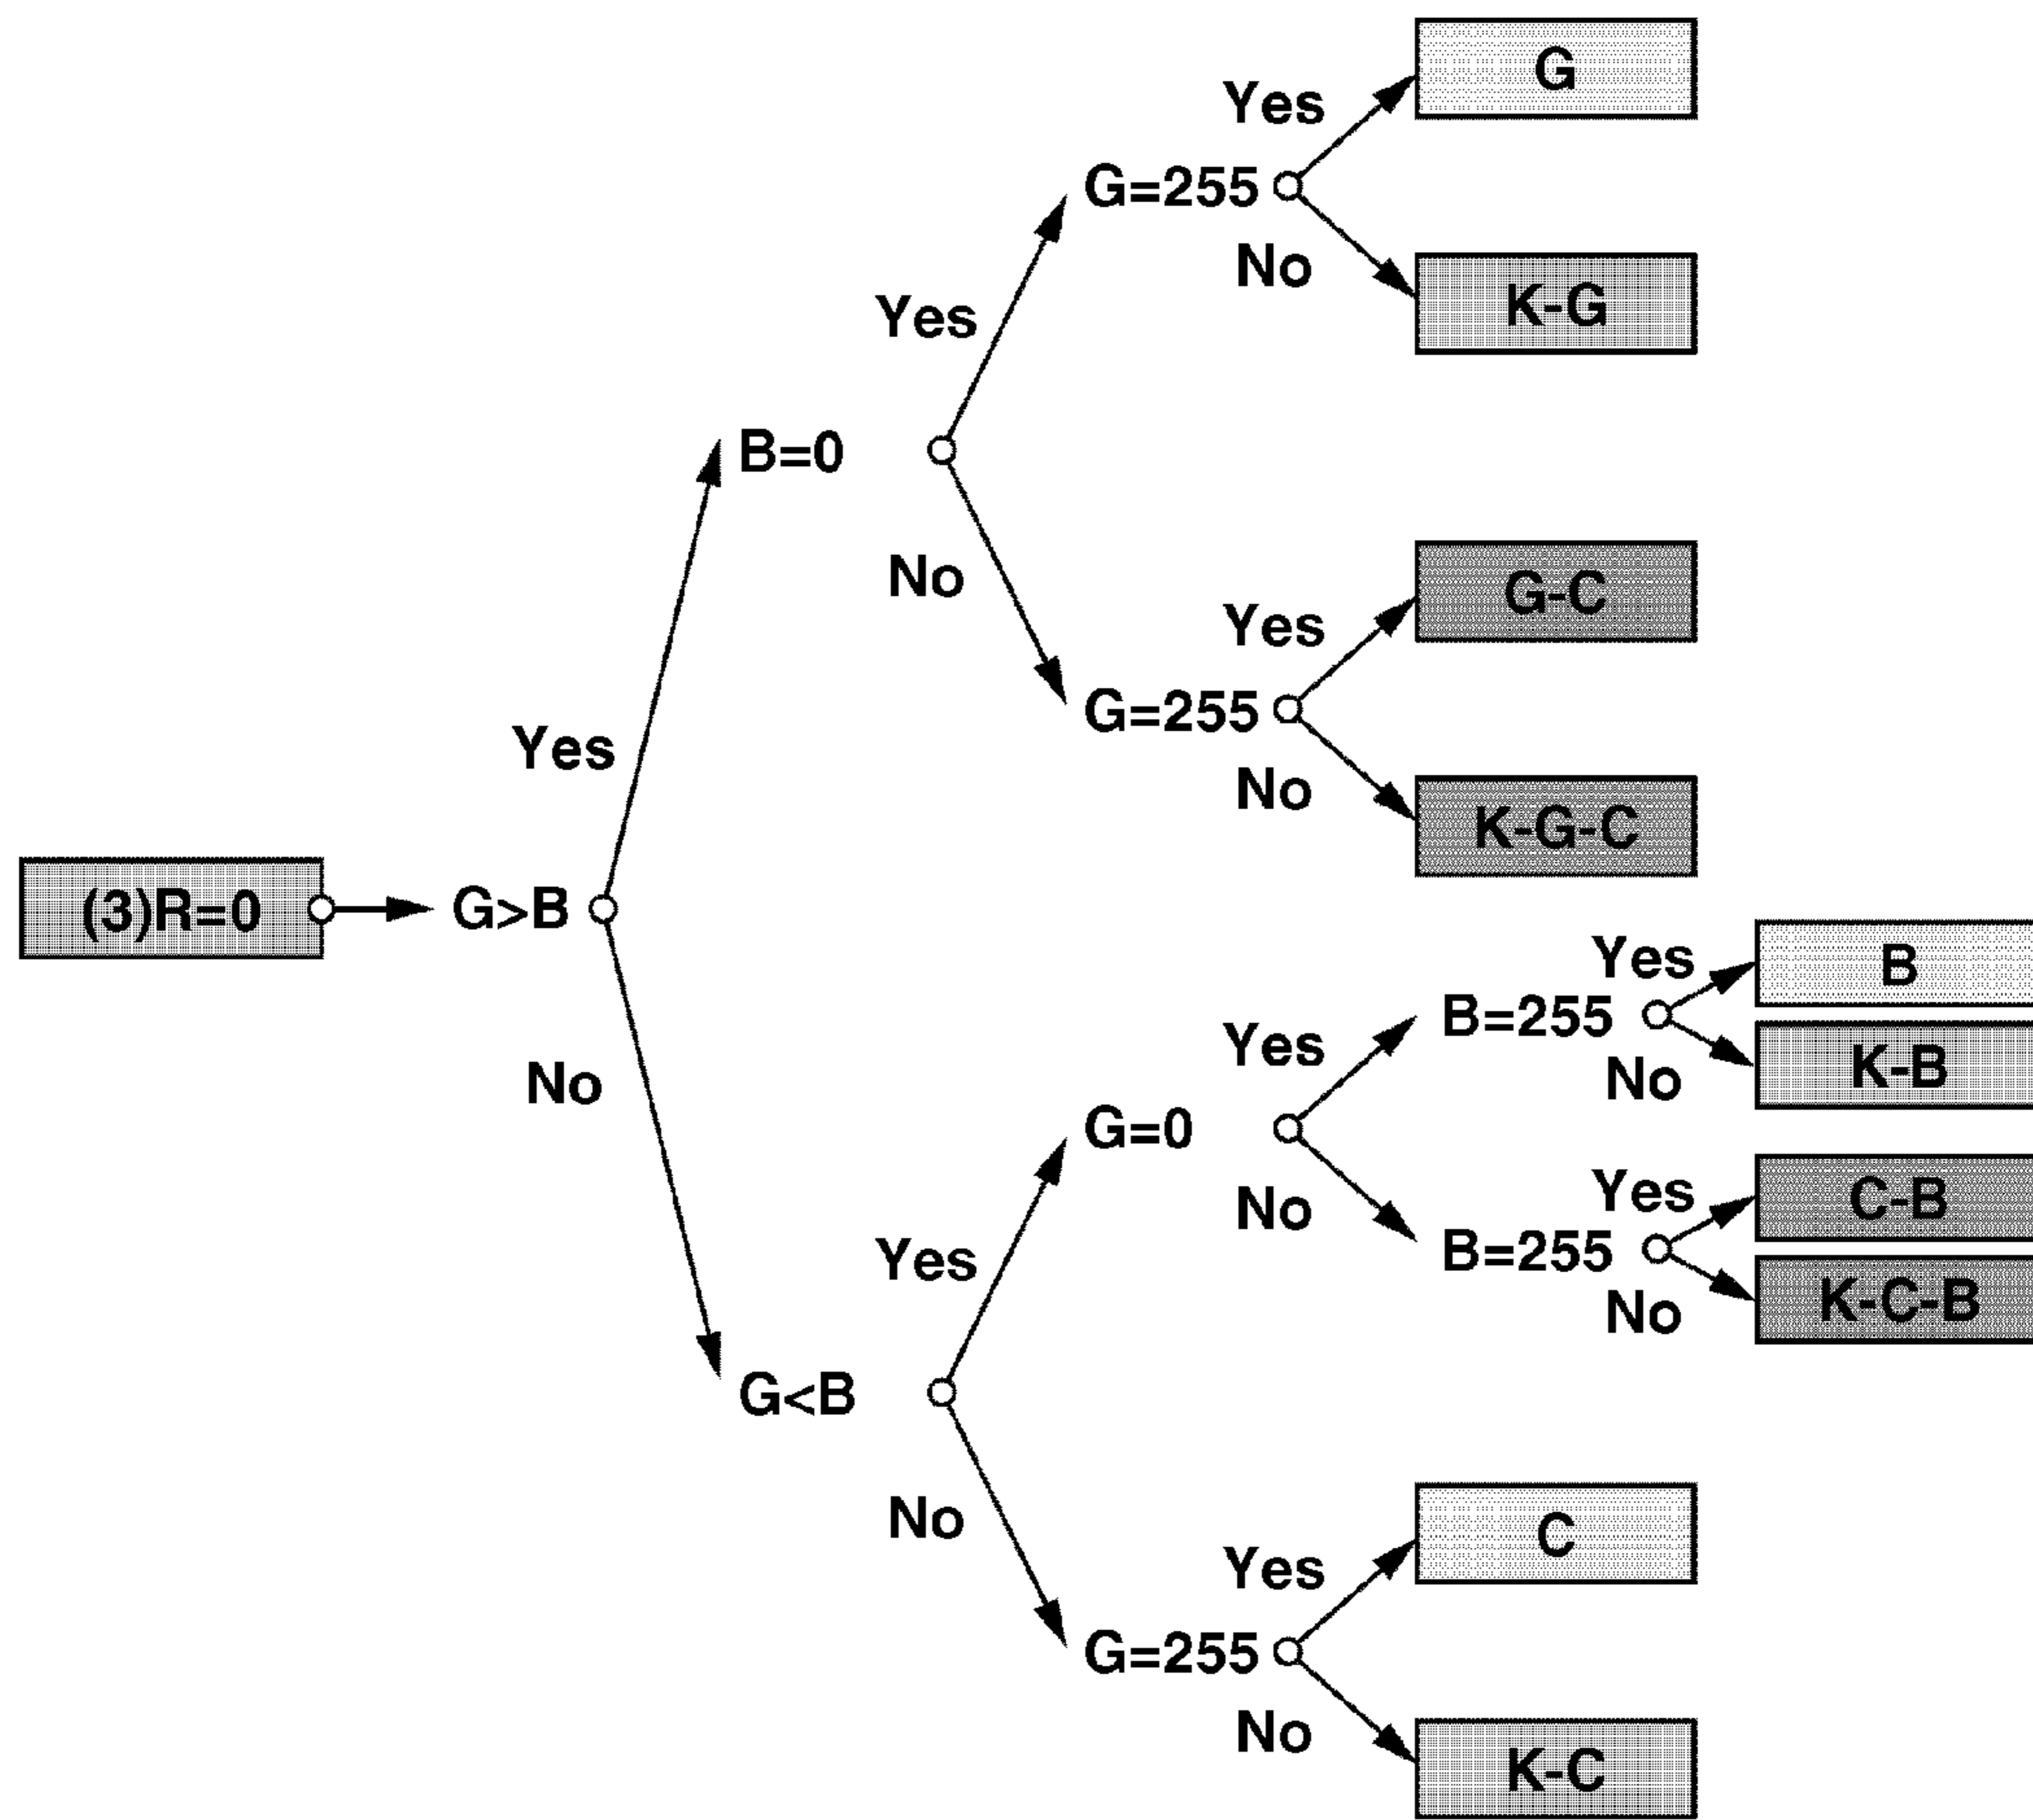 G
Yes
G=255
No
K-G
Yes
B=0
No
G-C
Yes
G=255
No
K-G-C
Yes
(3)R=0
G>B
No
B
Yes
B=255
No
K-B
Yes
G=0
No
C-B
Yes
B=255
No
K-C-B
Yes
G<B
No
C
Yes
G=255
No
K-C